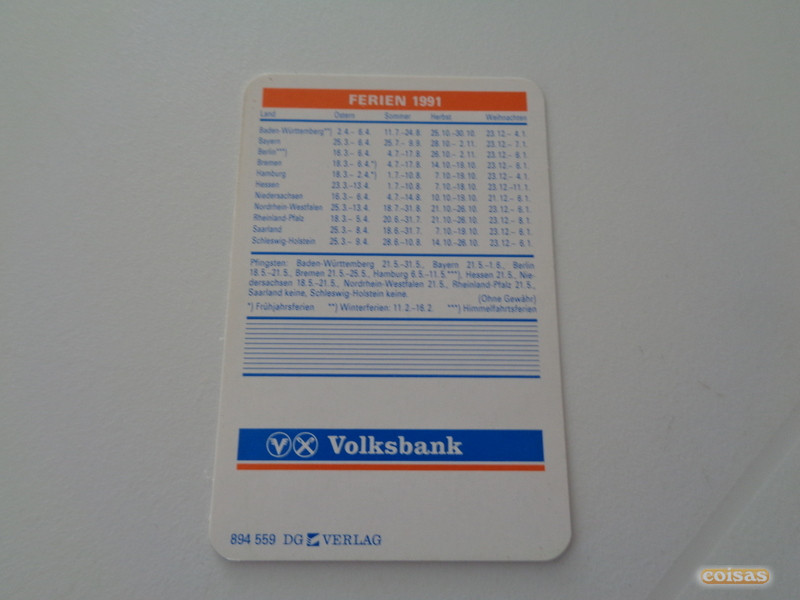 FERIEN 1991
Land Ostern Sommer Herbst Weihnachten
Baden-Württemberg**) 2.4.- 6.4. 11.7.-24.8. 25.10.-30.10. 23.12.- 4.1.
Bayern 25.3.- 6.4. 25.7.- 9.9. 28.10.- 2.11. 23.12.- 7.1.
Berlin***) 16.3.- 6.4. 4.7.-17.8. 26.10.- 2.11. 23.12.- 6.1.
Bremen 18.3.- 6.4.*) 4.7.-17.8. 14.10.-19.10. 23.12.- 6.1.
Hamburg 18.3.- 2.4.*) 1.7.-10.8. 7.10.-19.10. 23.12.- 4.1.
Hessen 23.3.-13.4. 1.7.-10.8. 7.10.-18.10. 23.12.-11.1.
Niedersachsen 16.3.- 6.4. 4.7.-14.8. 10.10.-19.10. 21.12.- 6.1.
Nordrhein-Westfalen 25.3.-13.4. 18.7.-31.8. 21.10.-26.10. 23.12.- 6.1.
Rheinland-Pfalz 18.3.- 5.4. 20.6.-31.7. 21.10.-26.10. 23.12.- 8.1.
Saarland 25.3.- 8.4. 31.7. 7.10.-19.10. 23.12.- 6.1.
Schleswig-Holstein 25.3.- 8.4. 28.6.-10.8. 14.10.-26.10. 23.12.- 6.1.
Pfingsten: Baden-Württemberg 21.5.-31.5., Bayern 21.5.-1.6., Berlin
18.5.-21.5., Bremen 21.5.-25.5., Hamburg 6.5.-11.5.***), Hessen 21.5., Nie-
dersachsen 18.5.-21.5., Nordrhein-Westfalen 21.5., Rheinland-Pfalz 21.5.,
Saarland keine, Schleswig-Holstein keine. (Ohne Gewähr)
*) Frühjahrsferien **) Winterferien: 11.2.-16.2. ***) Himmelfahrtsferien
Volksbank
894 559 DG VERLAG
coisas